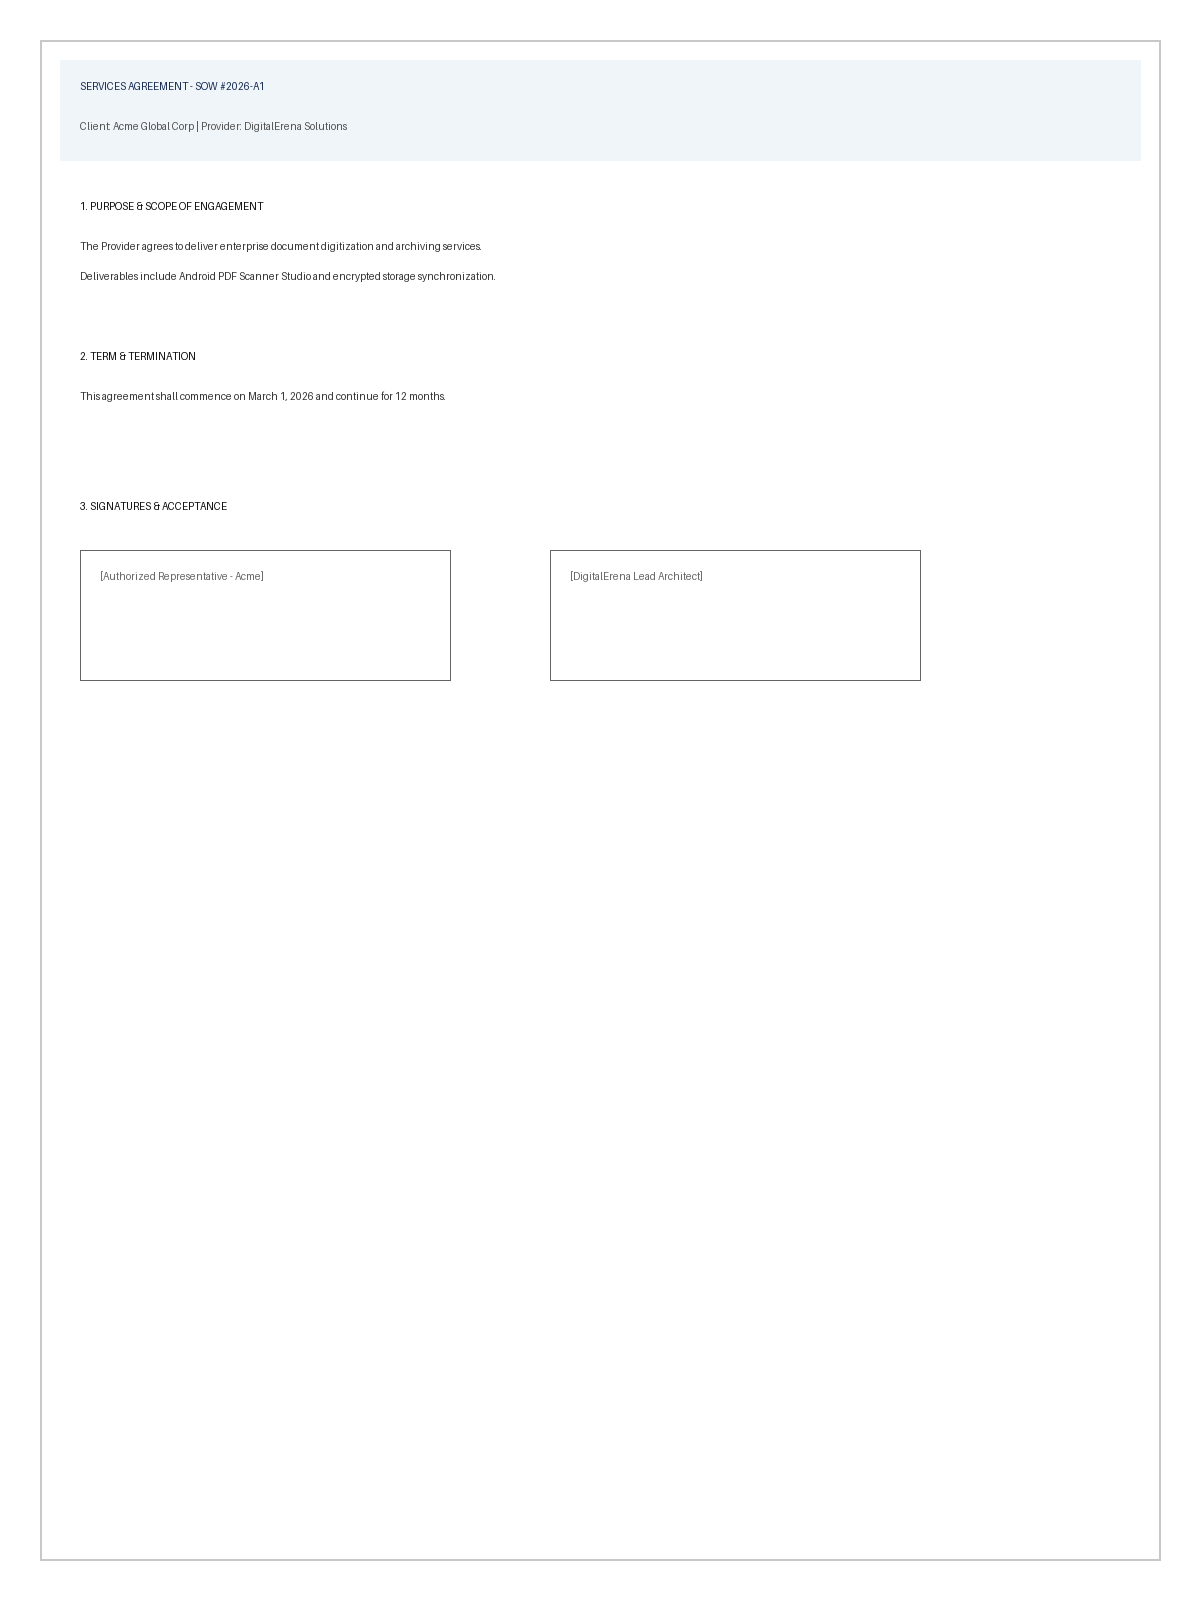 SERVICES AGREEMENT - SOW #2026-A1
Client: Acme Global Corp | Provider: DigitalErena Solutions
1. PURPOSE & SCOPE OF ENGAGEMENT
The Provider agrees to deliver enterprise document digitization and archiving services.
Deliverables include Android PDF Scanner Studio and encrypted storage synchronization.
2. TERM & TERMINATION
This agreement shall commence on March 1, 2026 and continue for 12 months.
3. SIGNATURES & ACCEPTANCE
[Authorized Representative - Acme]
[DigitalErena Lead Architect]